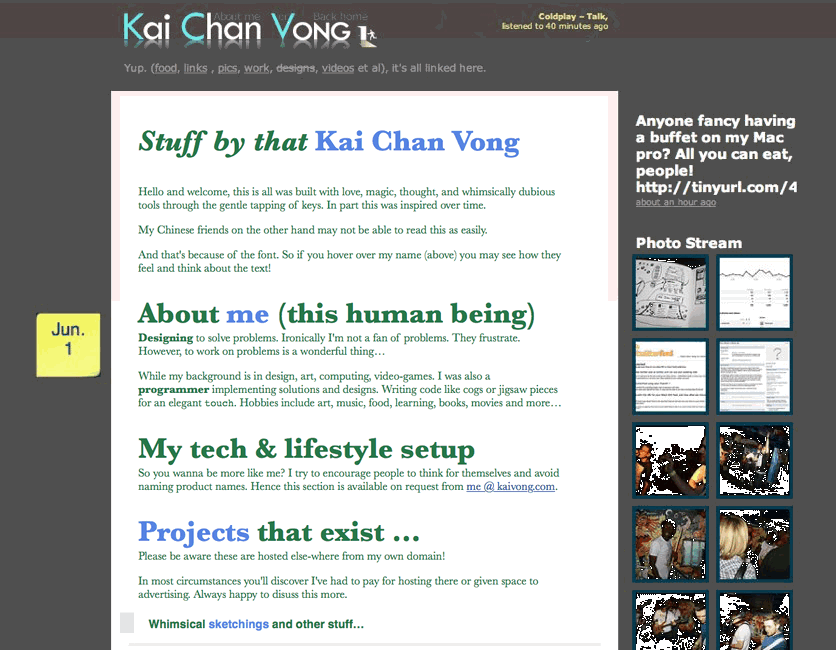 About me
Back home
Kai Chan Vong
Coldplay – Talk,
listened to 40 minutes ago
Yup. (food, links , pics, work, designs, videos et al), it's all linked here.
Stuff by that Kai Chan Vong
Hello and welcome, this is all was built with love, magic, thought, and whimsically dubious
tools through the gentle tapping of keys. In part this was inspired over time.
My Chinese friends on the other hand may not be able to read this as easily.
And that's because of the font. So if you hover over my name (above) you may see how they
feel and think about the text!
Jun.
1
About me (this human being)
Designing to solve problems. Ironically I'm not a fan of problems. They frustrate.
However, to work on problems is a wonderful thing…
While my background is in design, art, computing, video-games. I was also a
programmer implementing solutions and designs. Writing code like cogs or jigsaw pieces
for an elegant touch. Hobbies include art, music, food, learning, books, movies and more…
My tech & lifestyle setup
So you wanna be more like me? I try to encourage people to think for themselves and avoid
naming product names. Hence this section is available on request from me @ kaivong.com.
Projects that exist …
Please be aware these are hosted else-where from my own domain!
In most circumstances you'll discover I've had to pay for hosting there or given space to
advertising. Always happy to disuss this more.
Whimsical sketchings and other stuff...
Anyone fancy having
a buffet on my Mac
pro? All you can eat,
people!
http://tinyurl.com/4
about an hour ago
Photo Stream